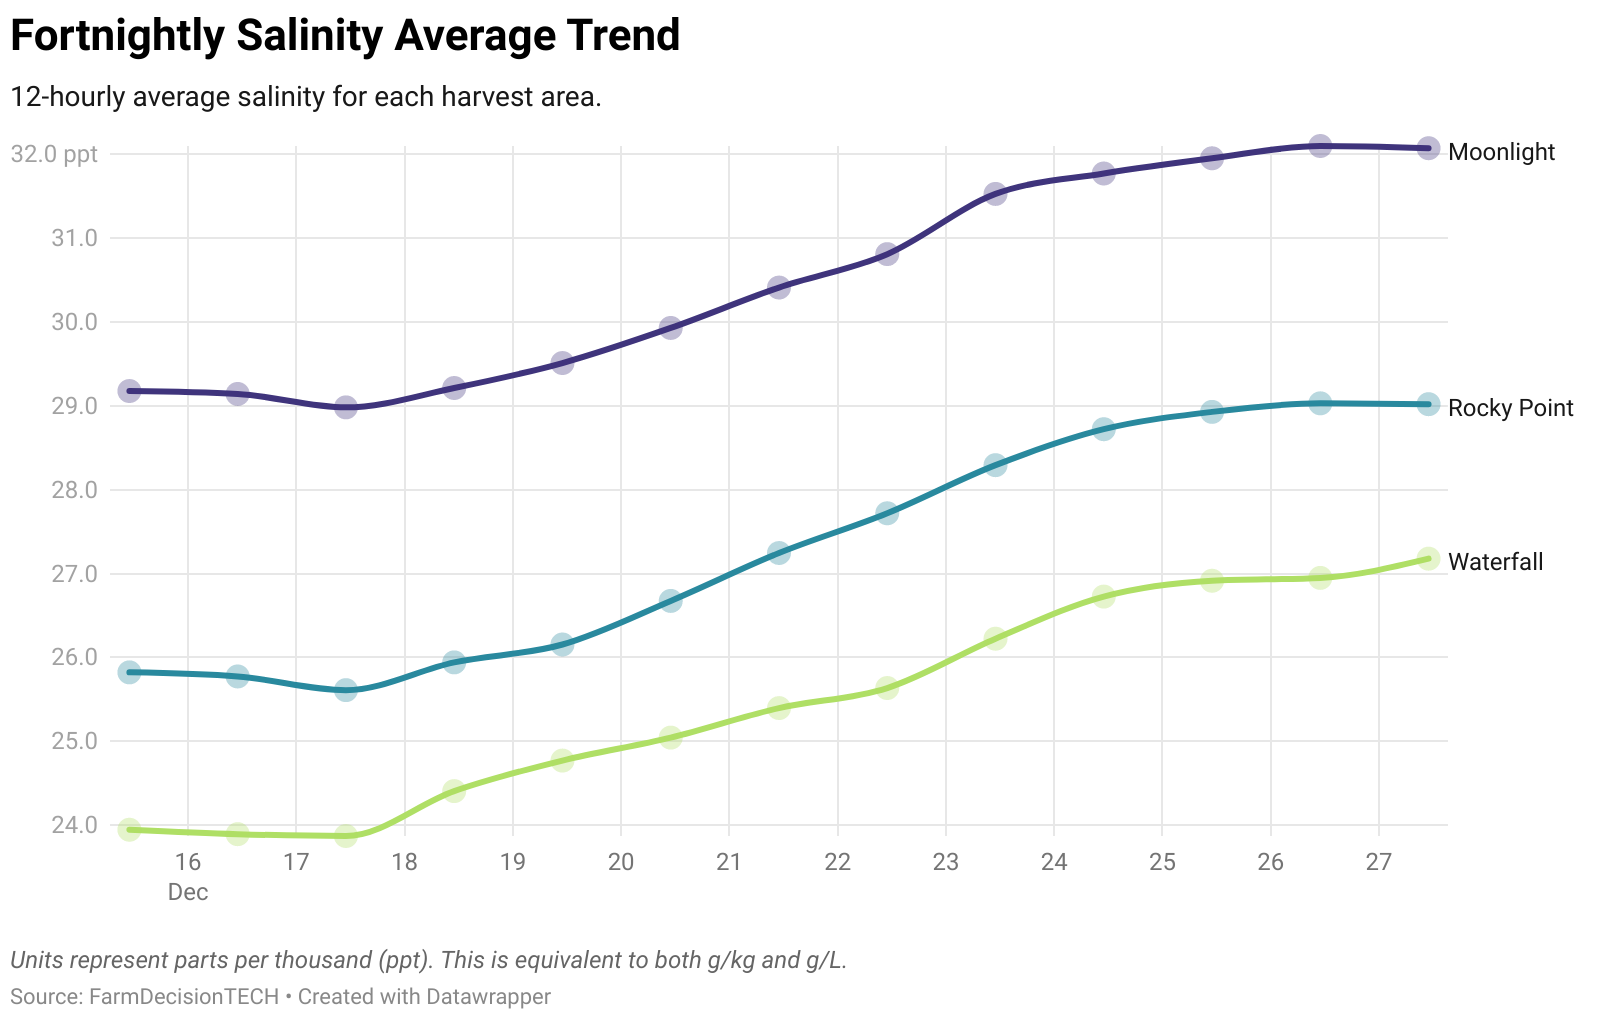 Fortnightly Salinity Average Trend
12-hourly average salinity for each harvest area.
32.0 ppt
Moonlight
31.0
30.0
29.0
Rocky Point
28.0
27.0
Waterfall
26.0
25.0
24.0
16 17 18 19 20 21 22 23 24 25 26 27
Dec
Units represent parts per thousand (ppt). This is equivalent to both g/kg and g/L.
Source: FarmDecisionTECH • Created with Datawrapper